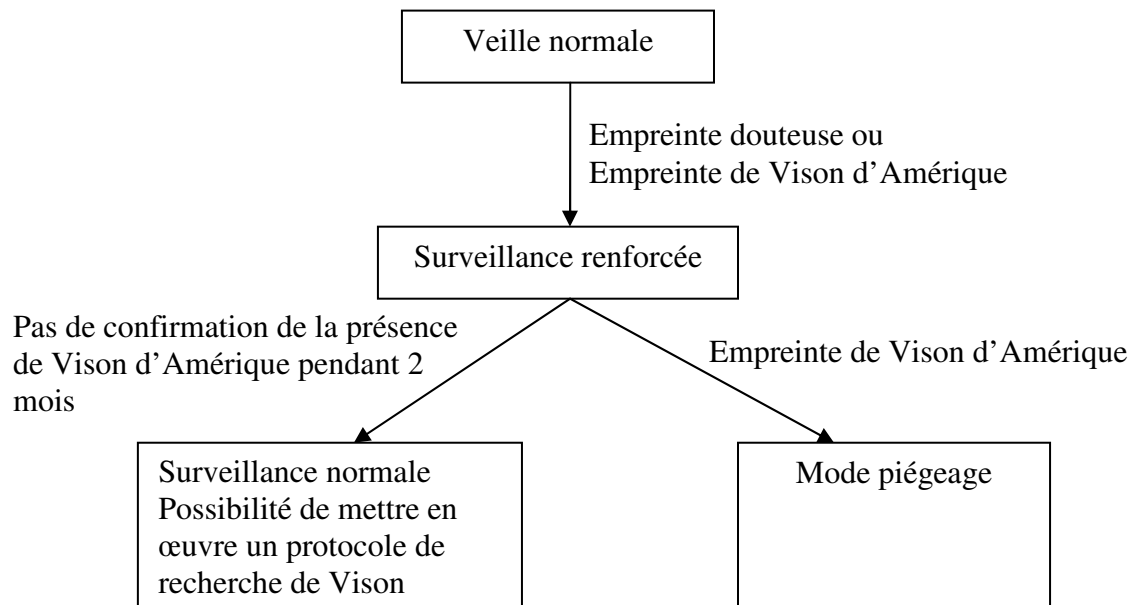 Veille normale
Empreinte douteuse ou
Empreinte de Vison d’Amérique
Surveillance renforcée
Pas de confirmation de la présence
de Vison d’Amérique pendant 2
mois
Empreinte de Vison d’Amérique
Surveillance normale
Possibilité de mettre en
œuvre un protocole de
recherche de Vison
Mode piégeage